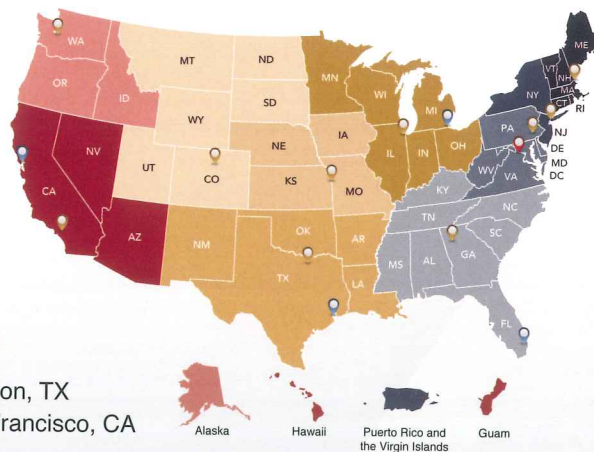 WA
OR
ID
MT
ND
SD
WY
NE
UT
CO
KS
IA
MO
MN
WI
MI
IL
IN
OH
CA
NV
AZ
NM
OK
TX
AR
LA
KY
TN
NC
SC
MS
AL
GA
FL
ME
VT
NH
MA
CT
RI
NY
PA
NJ
DE
MD
DC
WV
VA
on, TX
rancisco, CA
Alaska
Hawaii
Puerto Rico and
the Virgin Islands
Guam